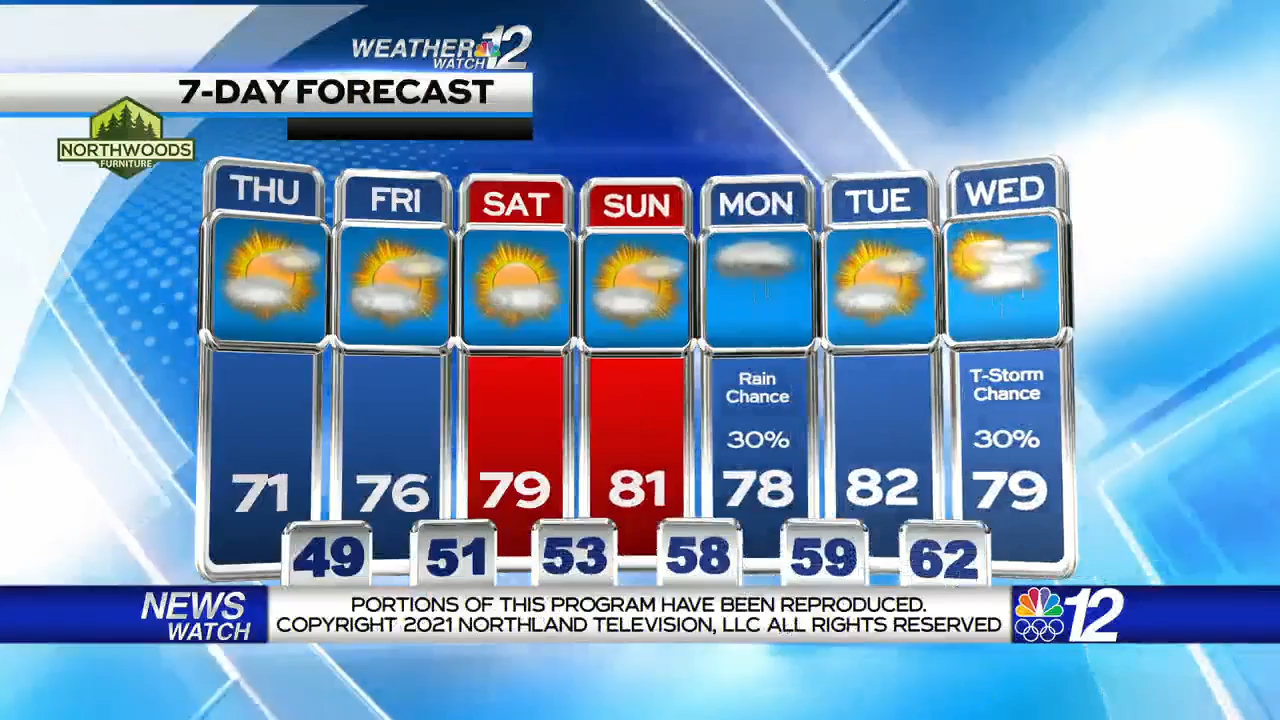 WEATHER 12
WATCH
7-DAY FORECAST
NORTHWOODS
FURNITURE
THU FRI SAT SUN MON TUE WED
Rain
Chance
30%
T-Storm
Chance
30%
71 76 79 81 78 82 79
49 51 53 58 59 62
NEWS
WATCH
PORTIONS OF THIS PROGRAM HAVE BEEN REPRODUCED.
COPYRIGHT 2021 NORTHLAND TELEVISION, LLC ALL RIGHTS RESERVED
12